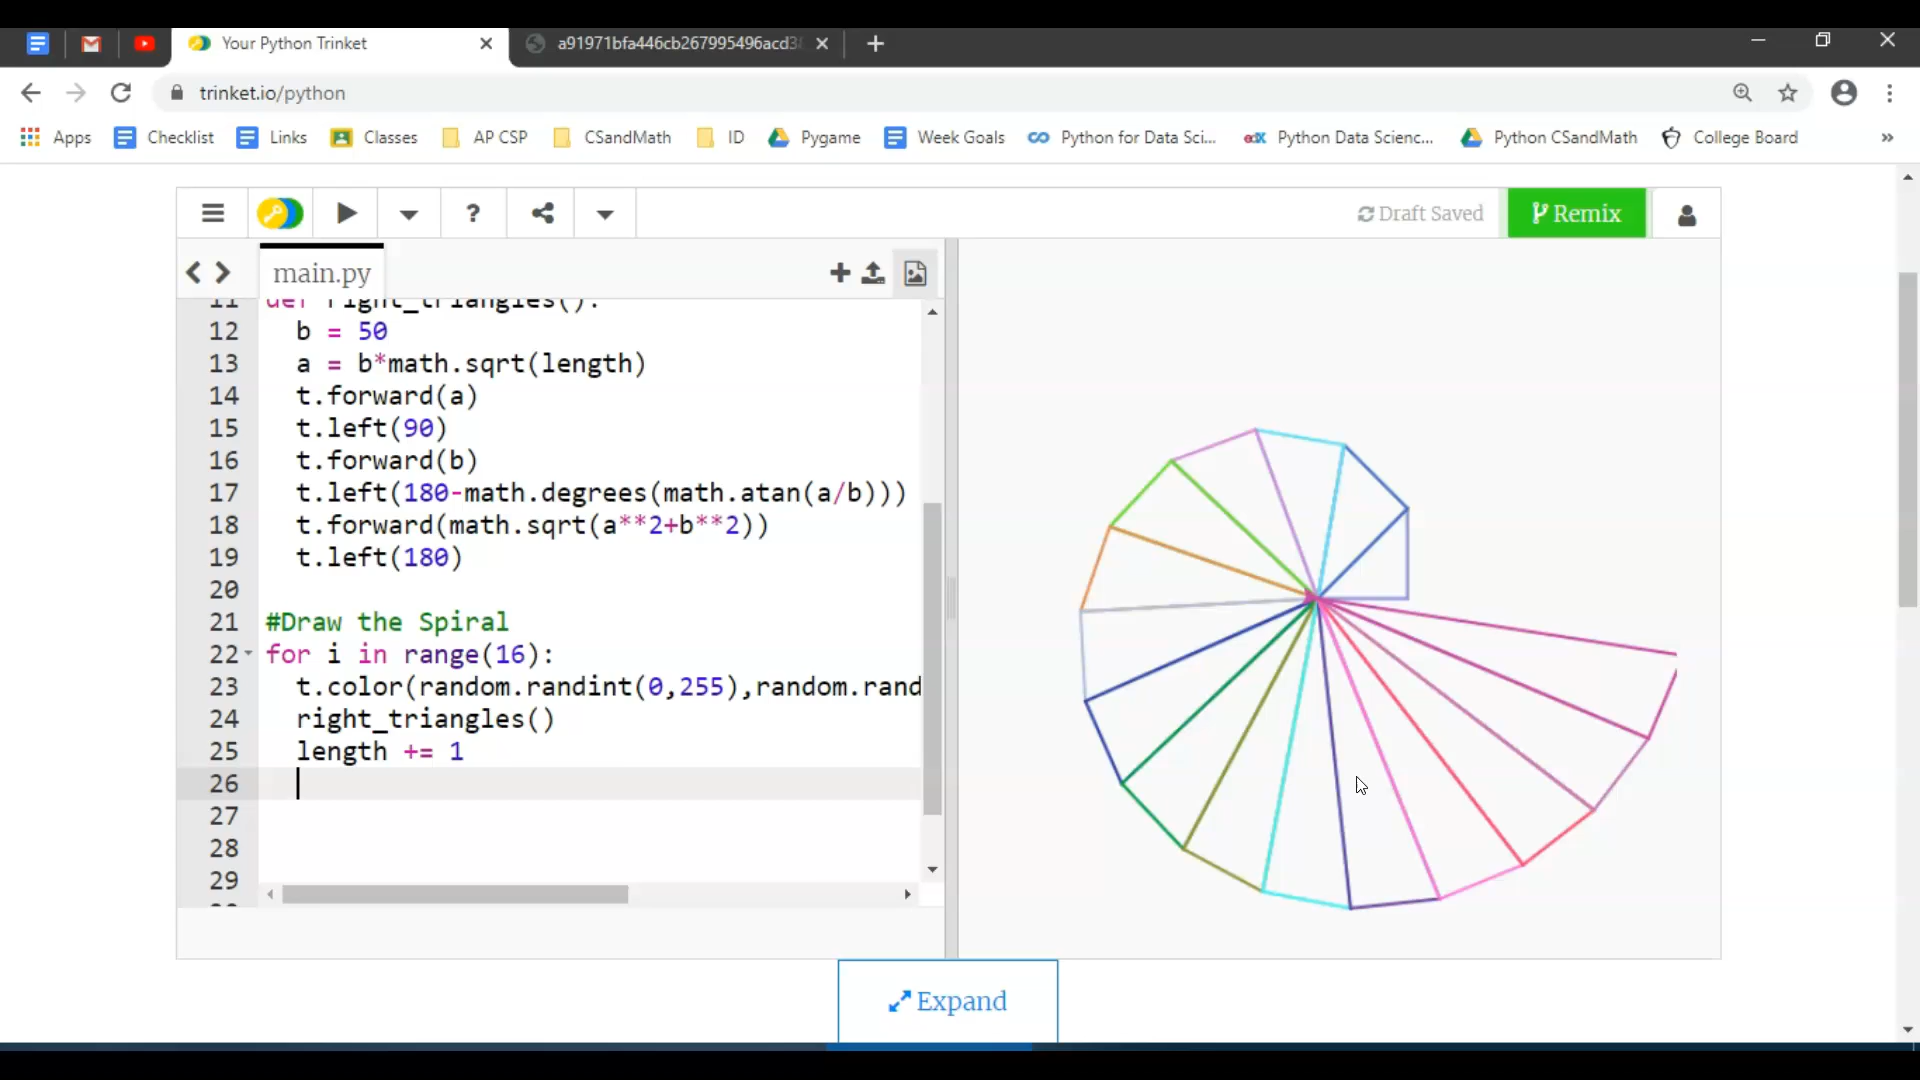 Your Python Trinket
a91971bfa446cb267995496acd3
trinket.io/python
Apps Checklist Links Classes AP CSP CSandMath ID Pygame Week Goals Python for Data Sci... edX Python Data Scienc... Python CSandMath College Board »
? Draft Saved Remix
main.py
11 def right_triangles():
12 b = 50
13 a = b*math.sqrt(length)
14 t.forward(a)
15 t.left(90)
16 t.forward(b)
17 t.left(180-math.degrees(math.atan(a/b)))
18 t.forward(math.sqrt(a**2+b**2))
19 t.left(180)
20
21 #Draw the Spiral
22 for i in range(16):
23 t.color(random.randint(0,255),random.rand
24 right_triangles()
25 length += 1
26
27
28
29
Expand